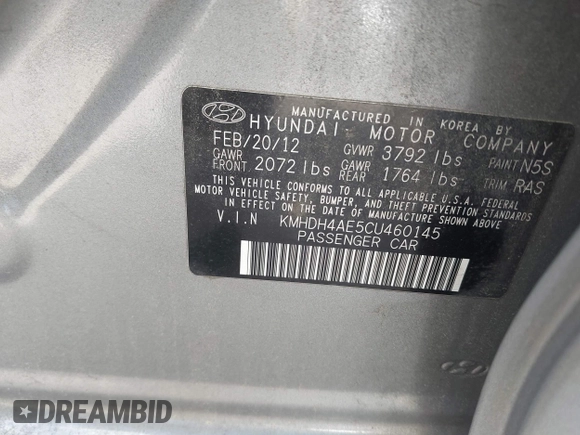 MANUFACTURED IN KOREA BY
HYUNDAI MOTOR COMPANY
FEB/20/12 GVWR 3792 lbs PAINT N5S
GAWR FRONT 2072 lbs GAWR REAR 1764 lbs TRIM RAS
THIS VEHICLE CONFORMS TO ALL APPLICABLE U.S.A. FEDERAL
MOTOR VEHICLE SAFETY, BUMPER, AND THEFT PREVENTION STANDARDS
IN EFFECT ON THE DATE OF MANUFACTURE SHOWN ABOVE.
V.I.N KMHDH4AE5CU460145
PASSENGER CAR
DREAMBID